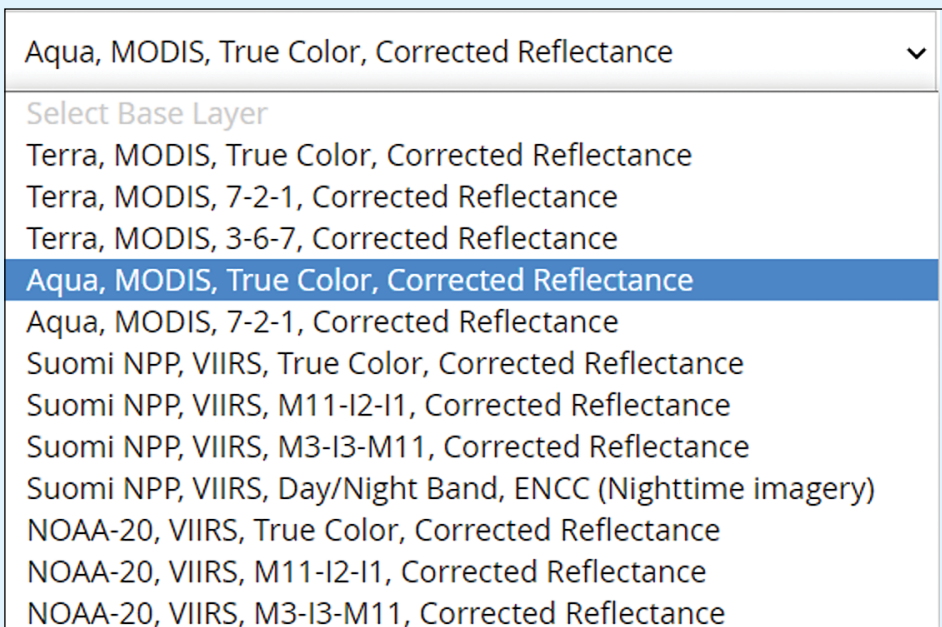 Aqua, MODIS, True Color, Corrected Reflectance
Select Base Layer
Terra, MODIS, True Color, Corrected Reflectance
Terra, MODIS, 7-2-1, Corrected Reflectance
Terra, MODIS, 3-6-7, Corrected Reflectance
Aqua, MODIS, True Color, Corrected Reflectance
Aqua, MODIS, 7-2-1, Corrected Reflectance
Suomi NPP, VIIRS, True Color, Corrected Reflectance
Suomi NPP, VIIRS, M11-I2-I1, Corrected Reflectance
Suomi NPP, VIIRS, M3-I3-M11, Corrected Reflectance
Suomi NPP, VIIRS, Day/Night Band, ENCC (Nighttime imagery)
NOAA-20, VIIRS, True Color, Corrected Reflectance
NOAA-20, VIIRS, M11-I2-I1, Corrected Reflectance
NOAA-20, VIIRS, M3-I3-M11, Corrected Reflectance